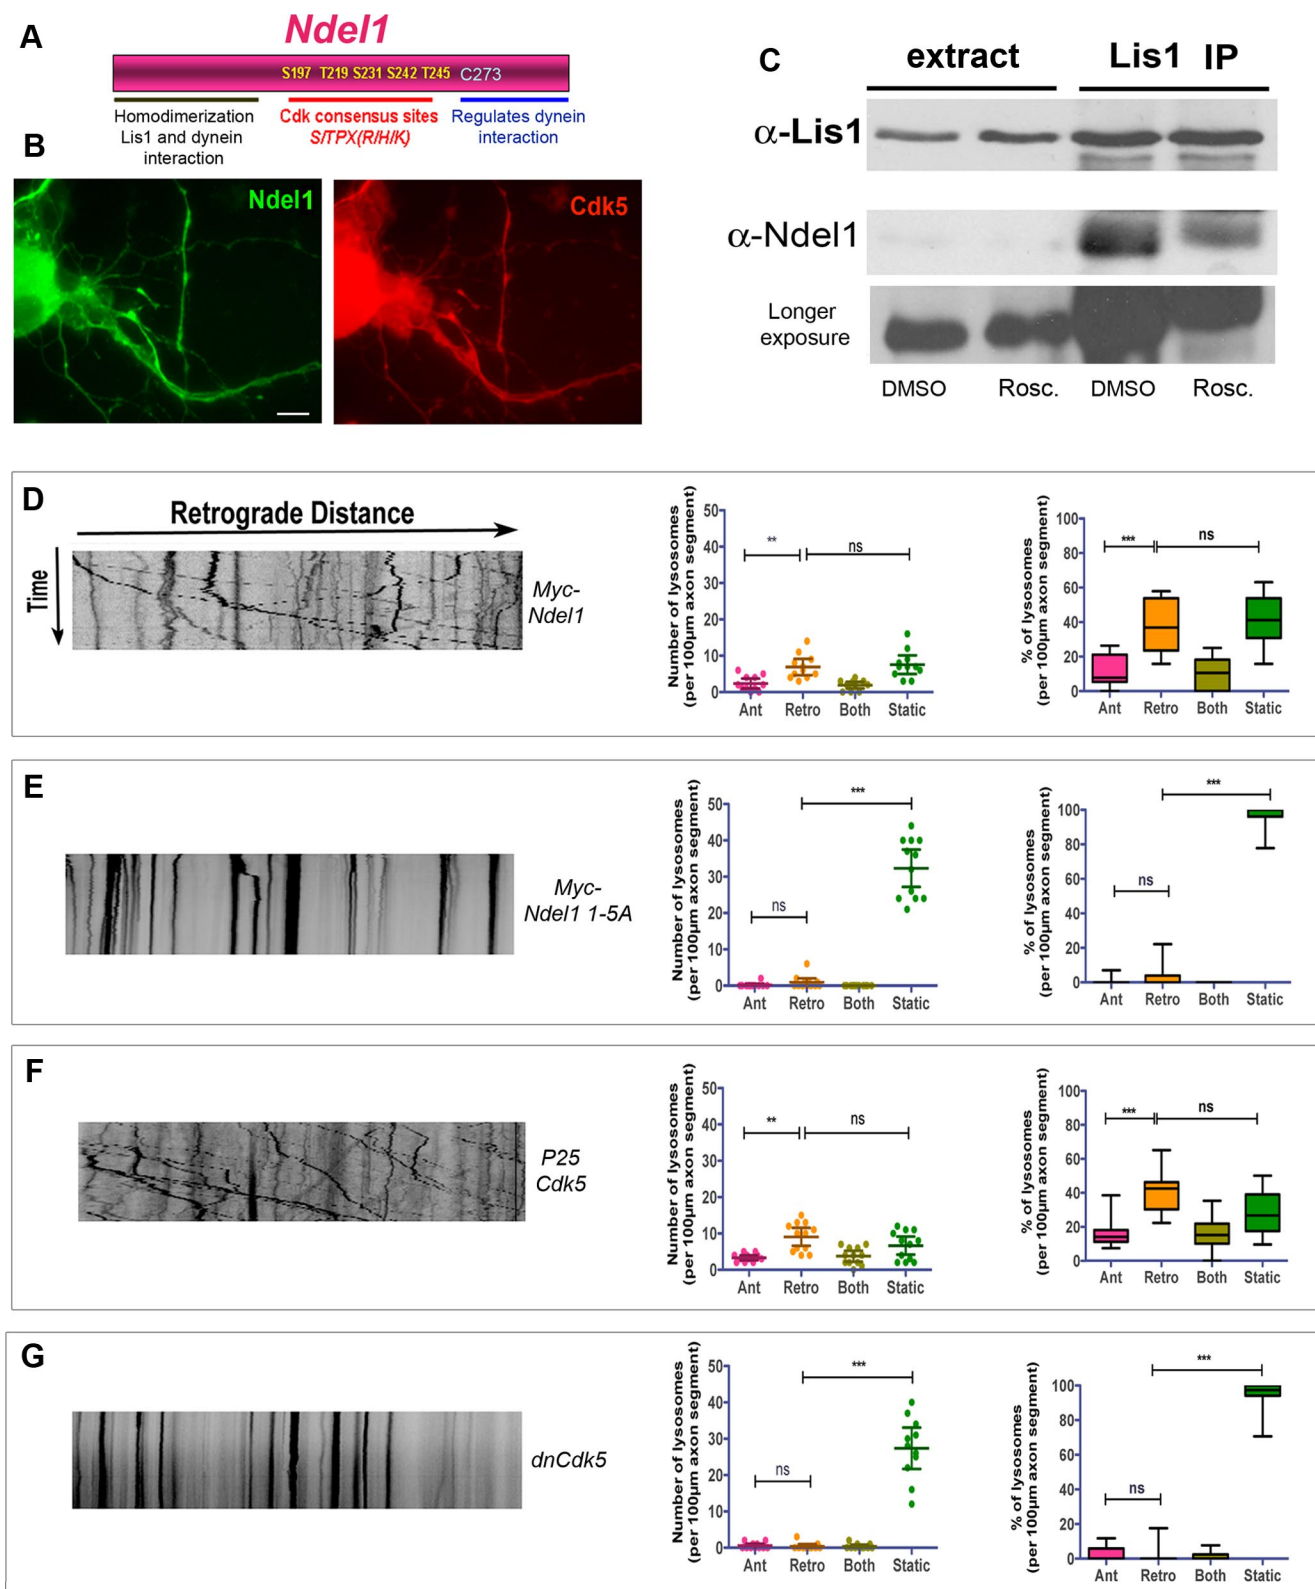 A
Ndel1
S197 T219 S231 S242 T245 C273
Homodimerization
Lis1 and dynein
interaction
Cdk consensus sites
S/TPX(R/H/K)
Regulates dynein
interaction
B
Ndel1
Cdk5
C
extract
Lis1 IP
α-Lis1
α-Ndel1
Longer
exposure
DMSO
Rosc.
DMSO
Rosc.
D
Retrograde Distance
Time
Myc-
Ndel1
Number of lysosomes
(per 100µm axon segment)
50
40
30
20
10
0
**
ns
Ant
Retro
Both
Static
% of lysosomes
(per 100µm axon segment)
100
80
60
40
20
0
***
ns
Ant
Retro
Both
Static
E
Myc-
Ndel1 1-5A
Number of lysosomes
(per 100µm axon segment)
50
40
30
20
10
0
ns
***
Ant
Retro
Both
Static
% of lysosomes
(per 100µm axon segment)
100
80
60
40
20
0
ns
***
Ant
Retro
Both
Static
F
P25
Cdk5
Number of lysosomes
(per 100µm axon segment)
50
40
30
20
10
0
**
ns
Ant
Retro
Both
Static
% of lysosomes
(per 100µm axon segment)
100
80
60
40
20
0
***
ns
Ant
Retro
Both
Static
G
dnCdk5
Number of lysosomes
(per 100µm axon segment)
50
40
30
20
10
0
ns
***
Ant
Retro
Both
Static
% of lysosomes
(per 100µm axon segment)
100
80
60
40
20
0
ns
***
Ant
Retro
Both
Static